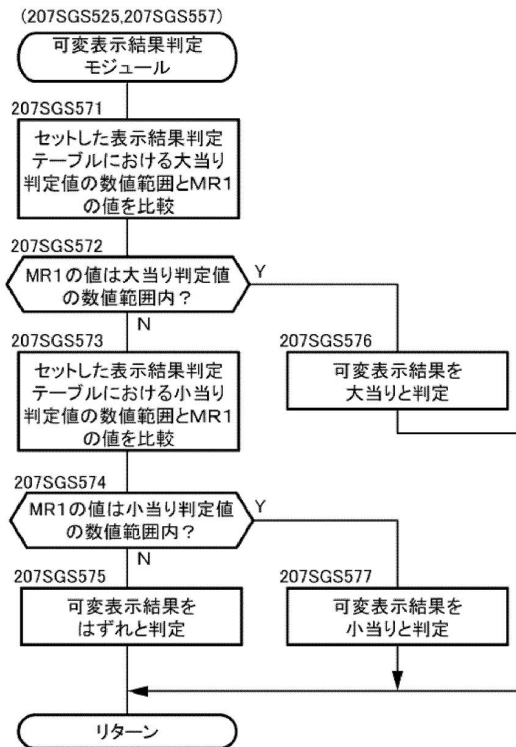 (207SGS525,207SGS557)
可変表示結果判定
モジュール
207SGS571
セットした表示結果判定
テーブルにおける大当り
判定値の数値範囲とMR1
の値を比較
207SGS572
MR1の値は大当り判定値
の数値範囲内?
Y
N
207SGS573
セットした表示結果判定
テーブルにおける小当り
判定値の数値範囲とMR1
の値を比較
207SGS576
可変表示結果を
大当りと判定
207SGS574
MR1の値は小当り判定値
の数値範囲内?
Y
N
207SGS575
可変表示結果を
はずれと判定
207SGS577
可変表示結果を
小当りと判定
リターン